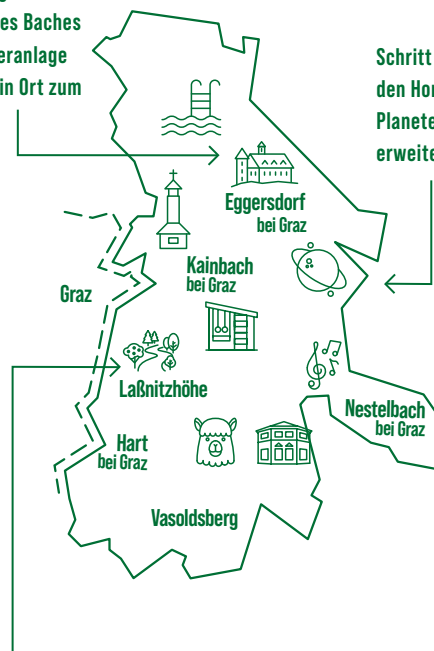 es Baches
eranlage
in Ort zum
Schritt
den Hor
Planete
erweite
Eggersdorf
bei Graz
Kainbach
bei Graz
Graz
Laßnitzhöhe
Nestelbach
bei Graz
Hart
bei Graz
Vasoldsberg